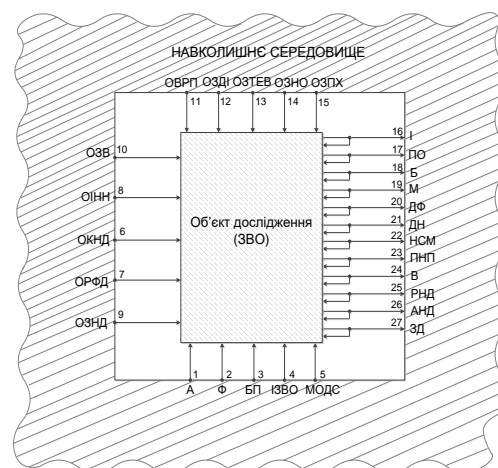 НАВКОЛИШНЄ СЕРЕДОВИЩЕ
ОВРП ОЗДІ ОЗТЕВ ОЗНО ОЗПХ
11 12 13 14 15
ОЗВ 10
ОІНН 8
ОКНД 6
ОРФД 7
ОЗНД 9
Об’єкт дослідження
(ЗВО)
16 І
17 ПО
18 Б
19 М
20 ДФ
21 ДН
22 НСМ
23 ПНП
24 В
25 РНД
26 АНД
27 ЗД
1 2 3 4 5
А Ф БП ІЗВО МОДС